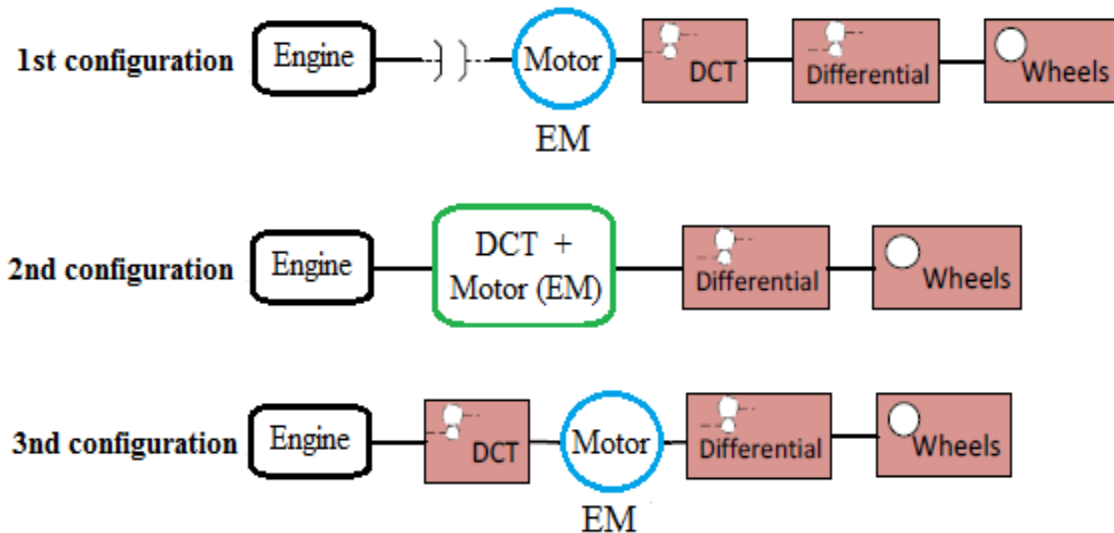 1st configuration Engine Motor DCT Differential Wheels
EM
2nd configuration Engine DCT + Motor (EM) Differential Wheels
3nd configuration Engine DCT Motor Differential Wheels
EM